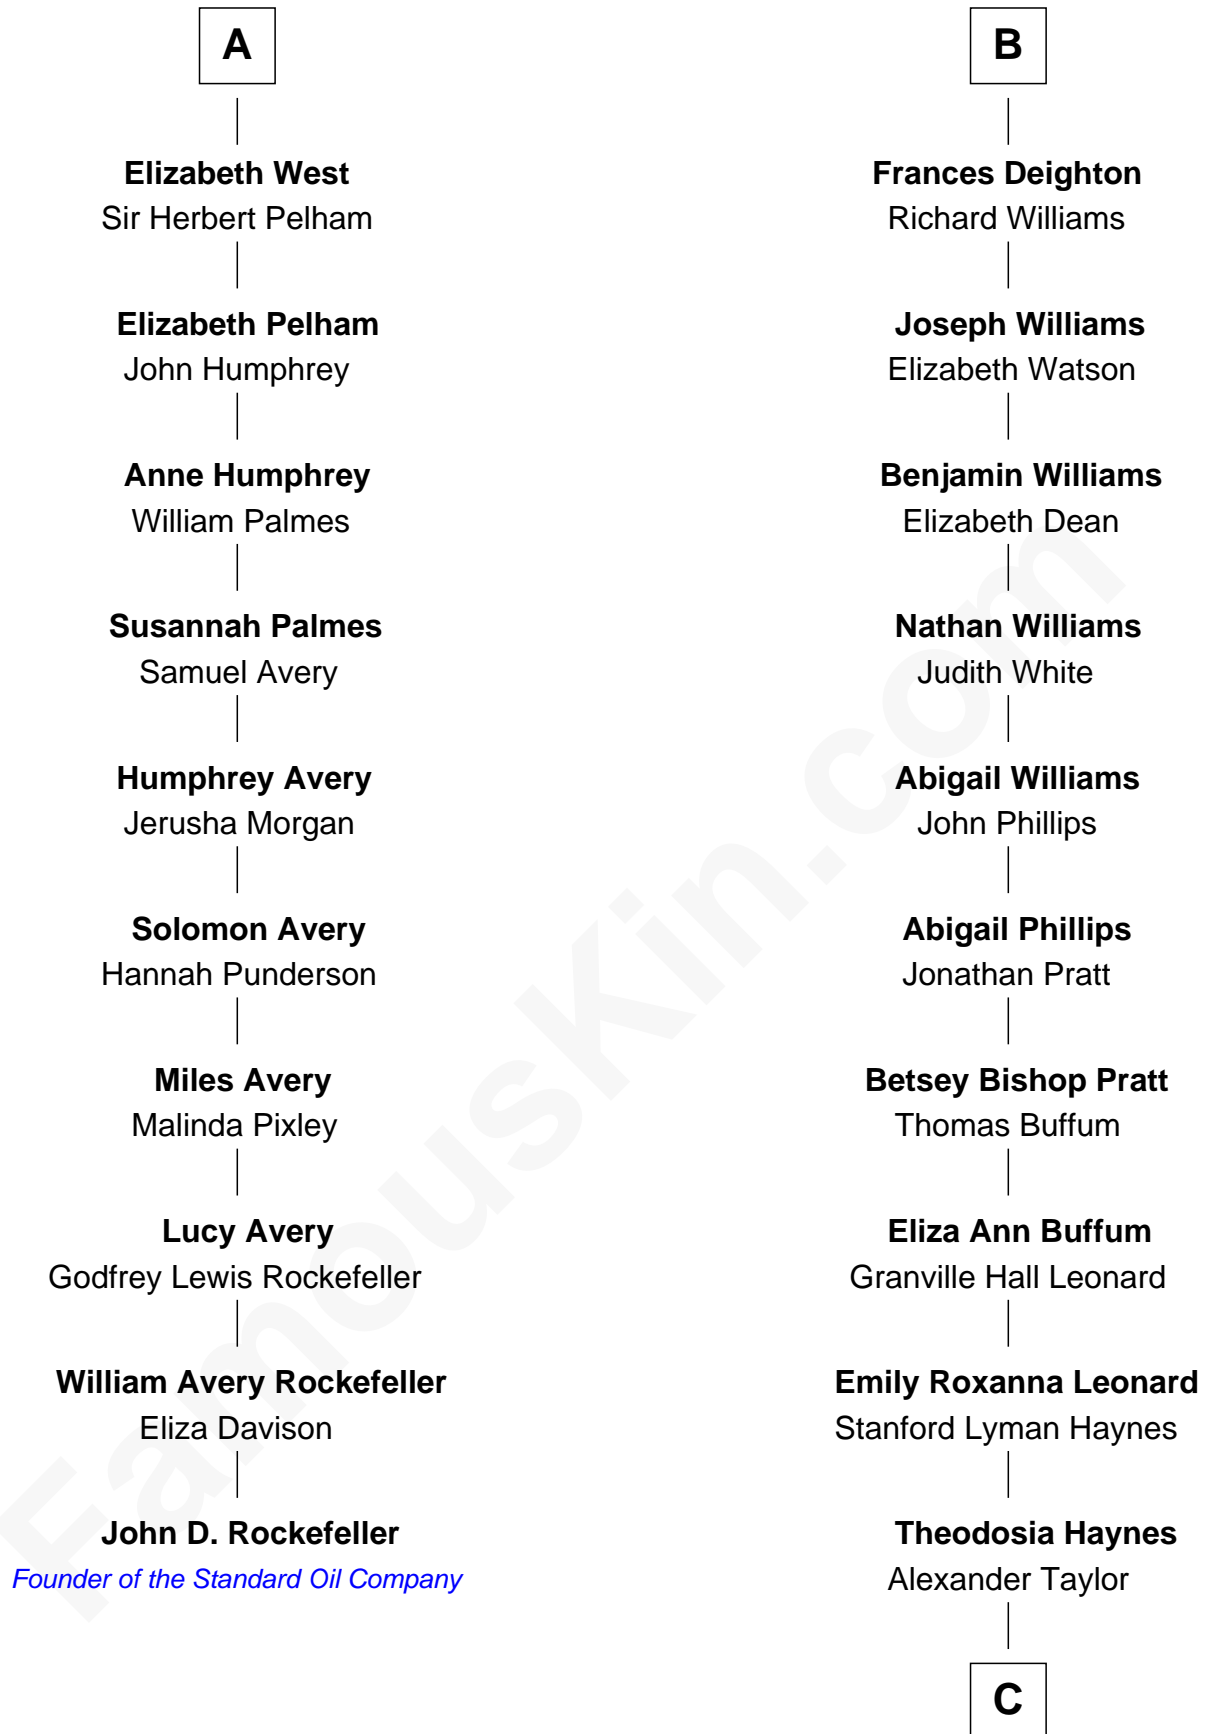 A
Elizabeth West
Sir Herbert Pelham
Elizabeth Pelham
John Humphrey
Anne Humphrey
William Palmes
Susannah Palmes
Samuel Avery
Humphrey Avery
Jerusha Morgan
Solomon Avery
Hannah Punderson
Miles Avery
Malinda Pixley
Lucy Avery
Godfrey Lewis Rockefeller
William Avery Rockefeller
Eliza Davison
John D. Rockefeller
Founder of the Standard Oil Company
B
Frances Deighton
Richard Williams
Joseph Williams
Elizabeth Watson
Benjamin Williams
Elizabeth Dean
Nathan Williams
Judith White
Abigail Williams
John Phillips
Abigail Phillips
Jonathan Pratt
Betsey Bishop Pratt
Thomas Buffum
Eliza Ann Buffum
Granville Hall Leonard
Emily Roxanna Leonard
Stanford Lyman Haynes
Theodosia Haynes
Alexander Taylor
C
FamousKin.com